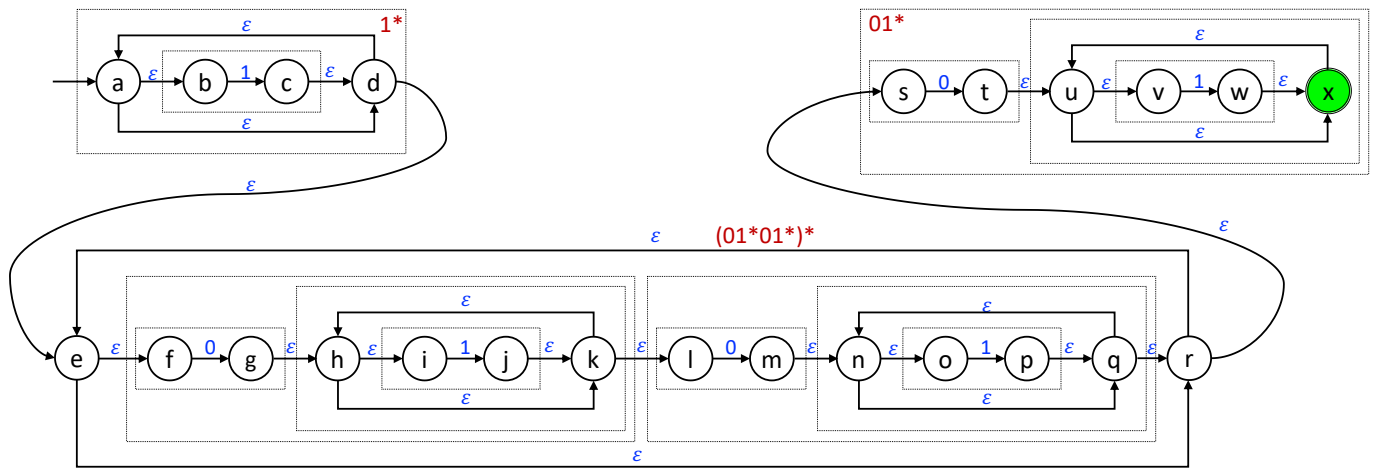 ε 1* 01* ε
a ε b 1 c ε d
s 0 t ε u ε v 1 w ε x
ε ε
ε
ε
ε (01*01*)*
ε ε
e ε f 0 g ε h ε i 1 j ε k ε l 0 m ε n ε o 1 p ε q ε r
ε ε
ε